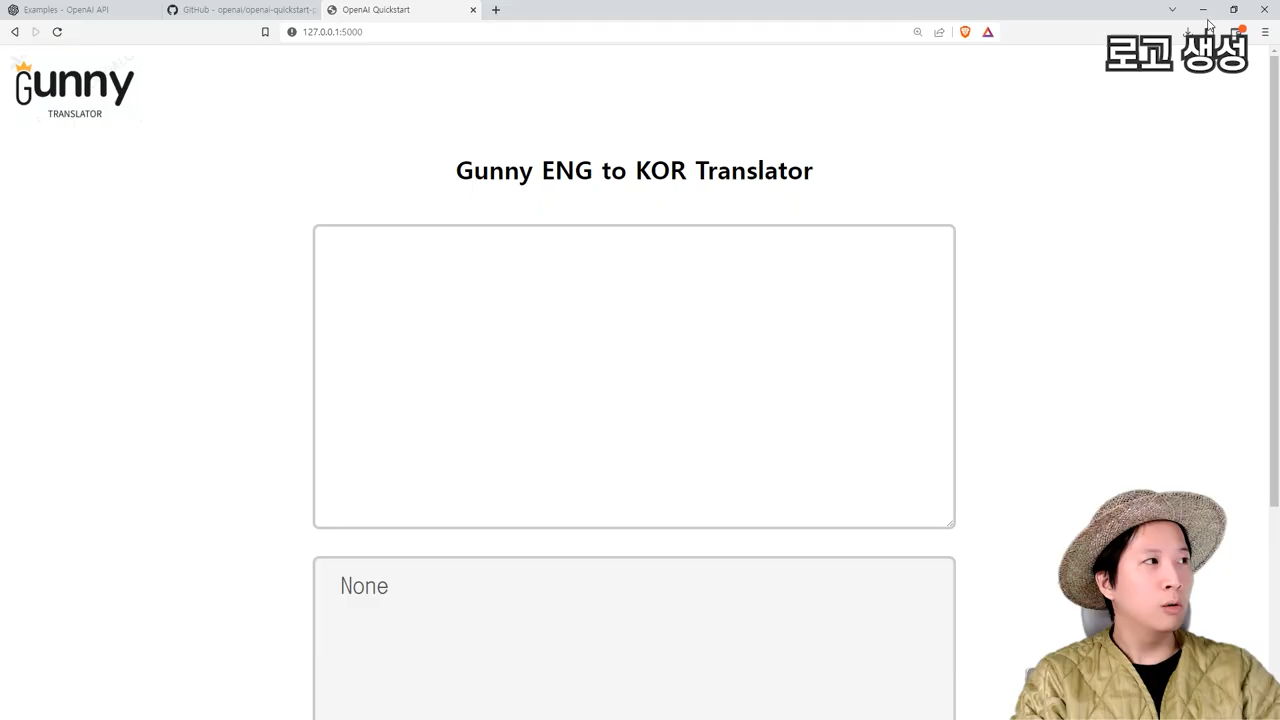 Examples - OpenAI API
GitHub - openai/openai-quickstart-p
OpenAI Quickstart
127.0.0.1:5000
로고 생성
Gunny
TRANSLATOR
Gunny ENG to KOR Translator
None